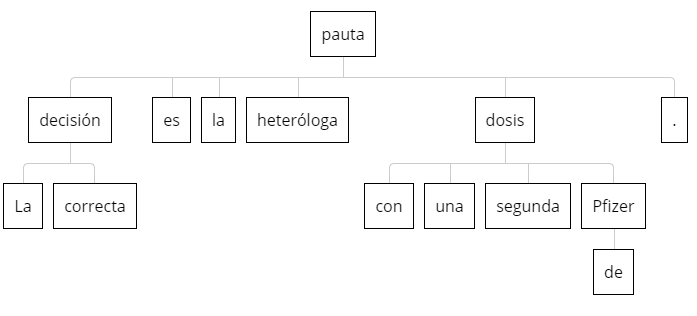 pauta
decisión es la heteróloga dosis .
La correcta con una segunda Pfizer
de